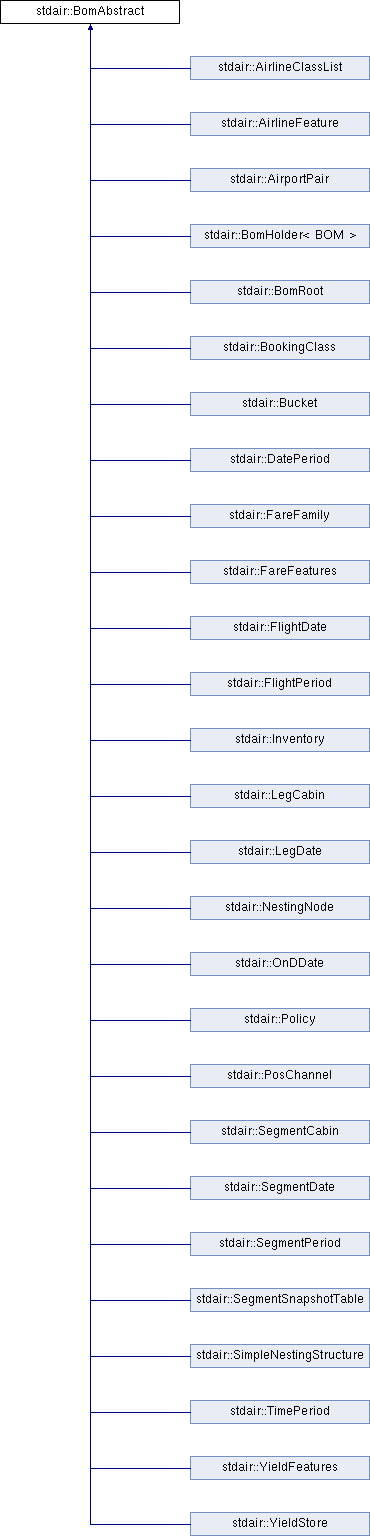 stdair::BomAbstract
stdair::AirlineClassList
stdair::AirlineFeature
stdair::AirportPair
stdair::BomHolder< BOM >
stdair::BomRoot
stdair::BookingClass
stdair::Bucket
stdair::DatePeriod
stdair::FareFamily
stdair::FareFeatures
stdair::FlightDate
stdair::FlightPeriod
stdair::Inventory
stdair::LegCabin
stdair::LegDate
stdair::NestingNode
stdair::OnDDate
stdair::Policy
stdair::PosChannel
stdair::SegmentCabin
stdair::SegmentDate
stdair::SegmentPeriod
stdair::SegmentSnapshotTable
stdair::SimpleNestingStructure
stdair::TimePeriod
stdair::YieldFeatures
stdair::YieldStore